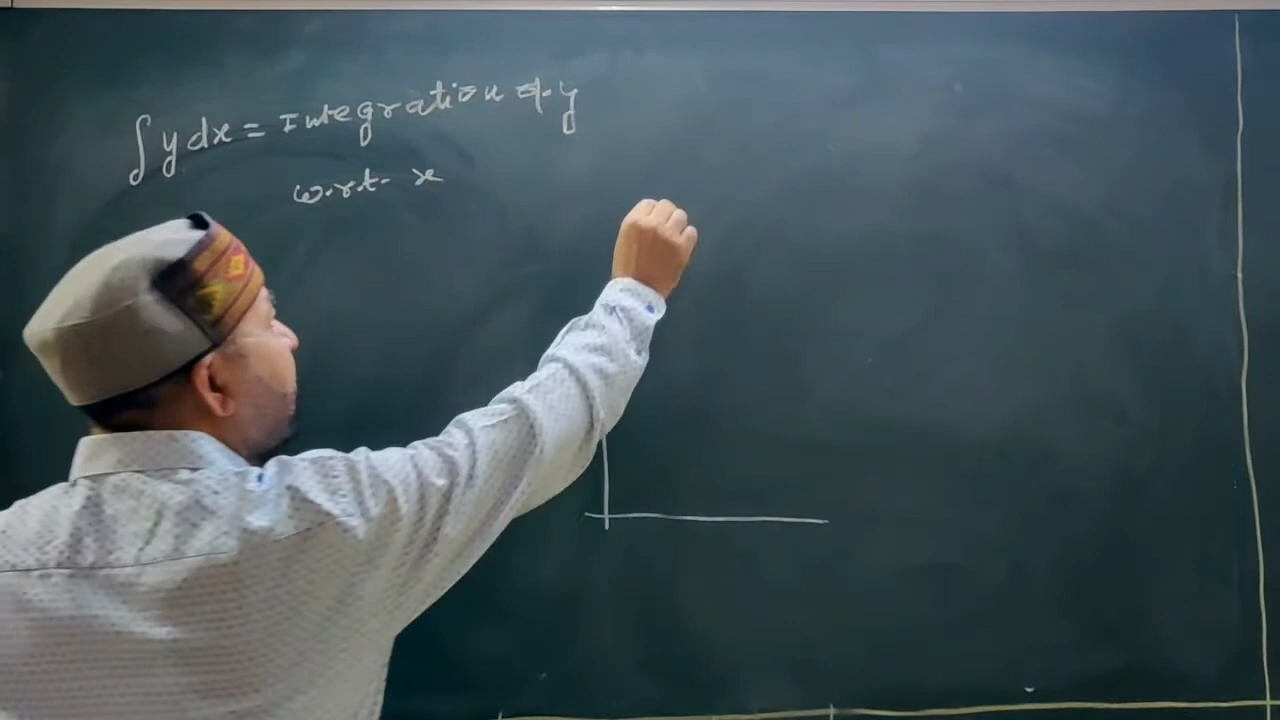 ∫y dx = Integration of y
w.r.t. x